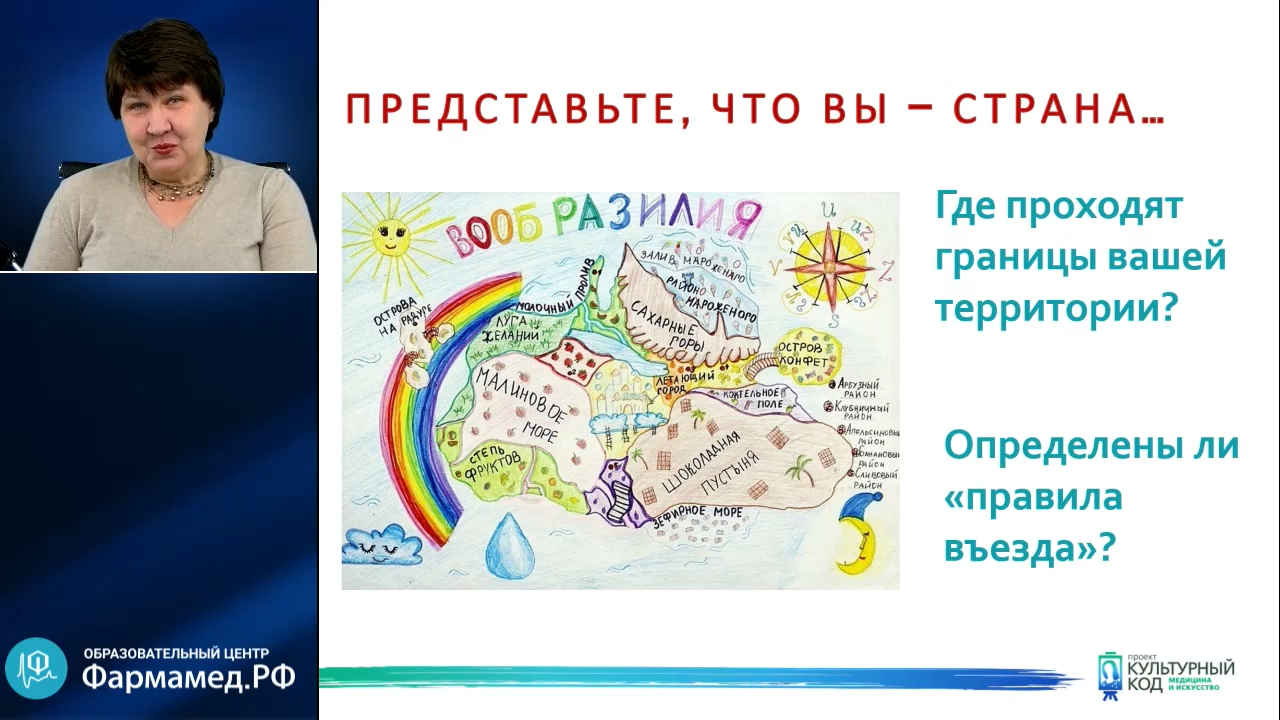 ПРЕДСТАВЬТЕ, ЧТО ВЫ – СТРАНА…
ВООБРАЗИЛИЯ
ОСТРОВА
НА РАДУГЕ
МОЛОЧНЫЙ ПРОЛИВ
ЛУГА
ЖЕЛАНИЙ
ЗАЛИВ МАРОЖЕНАРО
РАЙОНЮ
МАРОЖЕНОГО
САХАРНЫЕ
ГОРЫ
ОСТРОВ
КОНФЕТ
ЛЕТАЮЩИЙ
ГОРОД
КОКТЕЛЬНОЕ
ПОЛЕ
МАЛИНОВОЕ
МОРЕ
СТЕПЬ
ФРУКТОВ
ШОКОЛАДНАЯ
ПУСТЫНЯ
ЗЕФИРНОЕ МОРЕ
АРБУЗНЫЙ
РАЙОН
КЛУБНИЧНЫЙ
РАЙОН
АПЕЛЬСИНОВЫ
РАЙОН
БАНАНОВЫ
РАЙОН
СЛИВОВЫЙ
РАЙОН
U
Z
S
V
Где проходят
границы вашей
территории?
Определены ли
«правила
въезда»?
ОБРАЗОВАТЕЛЬНЫЙ ЦЕНТР
Фармамед.РФ
проект
КУЛЬТУРНЫЙ
КОД
МЕДИЦИНА
И ИСКУССТВО